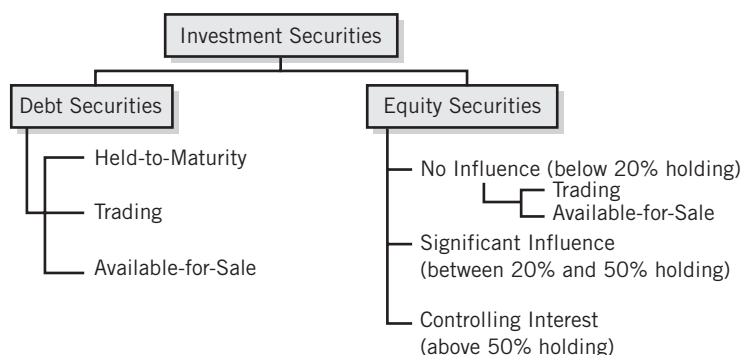 Investment Securities
Debt Securities
Held-to-Maturity
Trading
Available-for-Sale
Equity Securities
No Influence (below 20% holding)
Trading
Available-for-Sale
Significant Influence
(between 20% and 50% holding)
Controlling Interest
(above 50% holding)